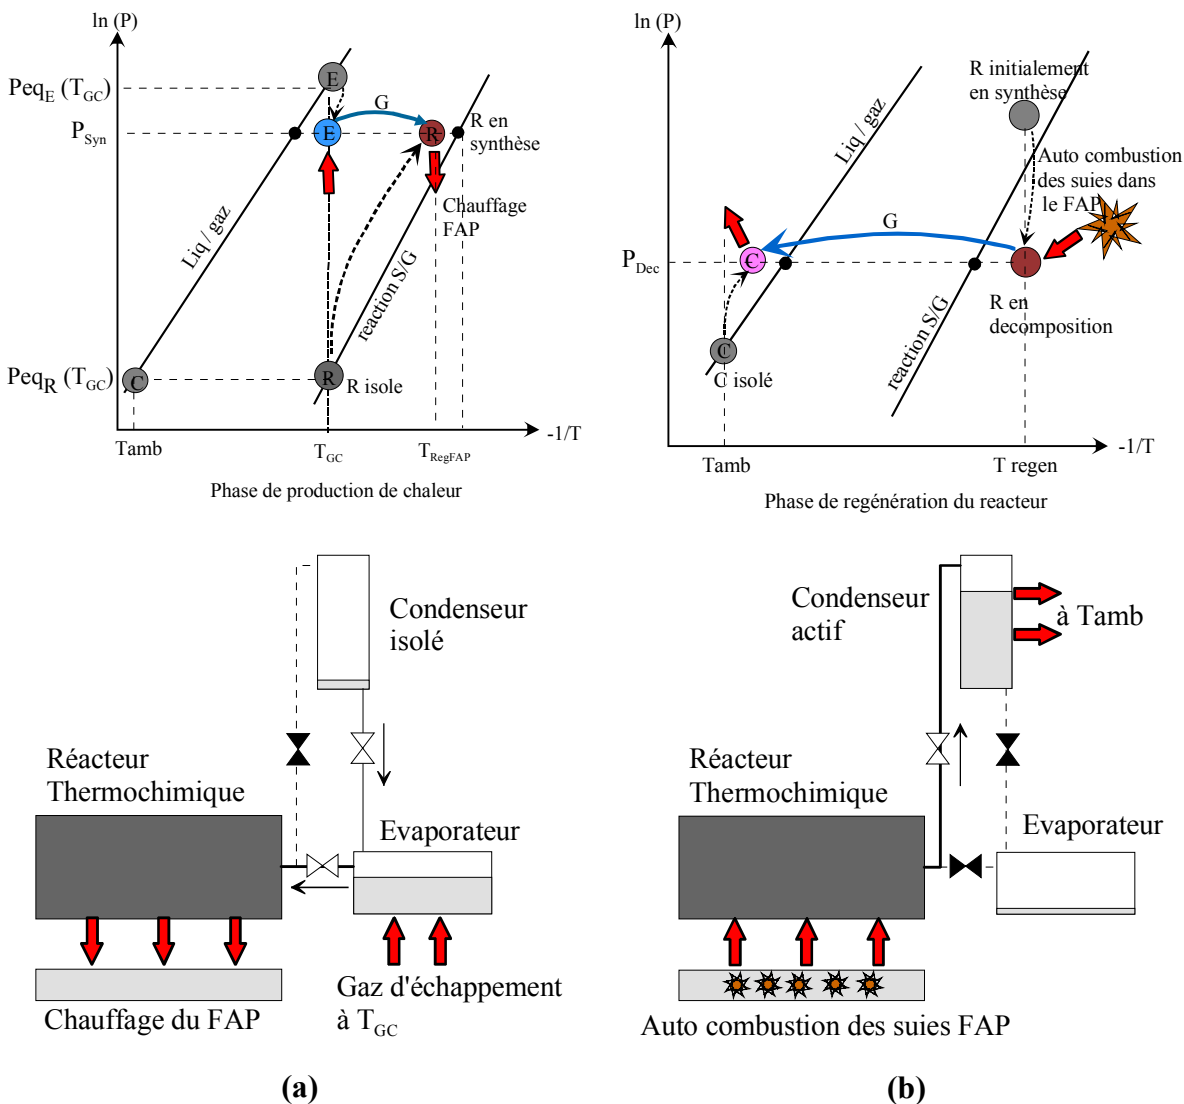 ln (P)
Peq_E (T_GC)
P_Syn
Peq_R (T_GC)
E
E
G
R
R en
synthèse
Chauffage
FAP
Liq / gaz
reaction S/G
C
R
R isole
-1/T
Tamb
T_GC
T_RegFAP
Phase de production de chaleur
ln (P)
R initialement
en synthèse
Liq / gaz
Auto combustion
des suies dans
le FAP
G
P_Dec
C
R en
decomposition
C
C isolé
reaction S/G
-1/T
Tamb
T regen
Phase de regénération du reacteur
Condenseur
isolé
Réacteur
Thermochimique
Evaporateur
Gaz d'échappement
à T_GC
Chauffage du FAP
(a)
Condenseur
actif
à Tamb
Réacteur
Thermochimique
Evaporateur
Auto combustion des suies FAP
(b)